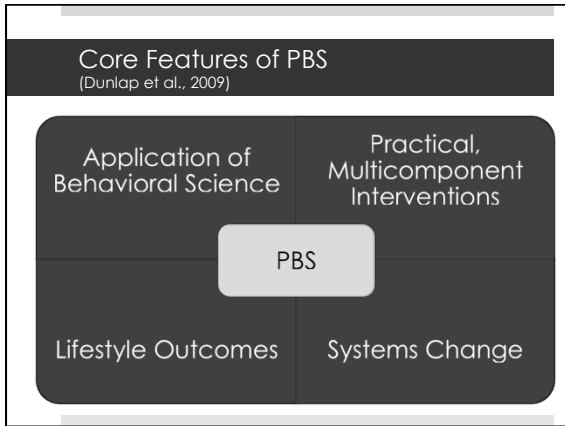 Core Features of PBS
(Dunlap et al., 2009)
Application of
Behavioral Science
Practical,
Multicomponent
Interventions
PBS
Lifestyle Outcomes
Systems Change